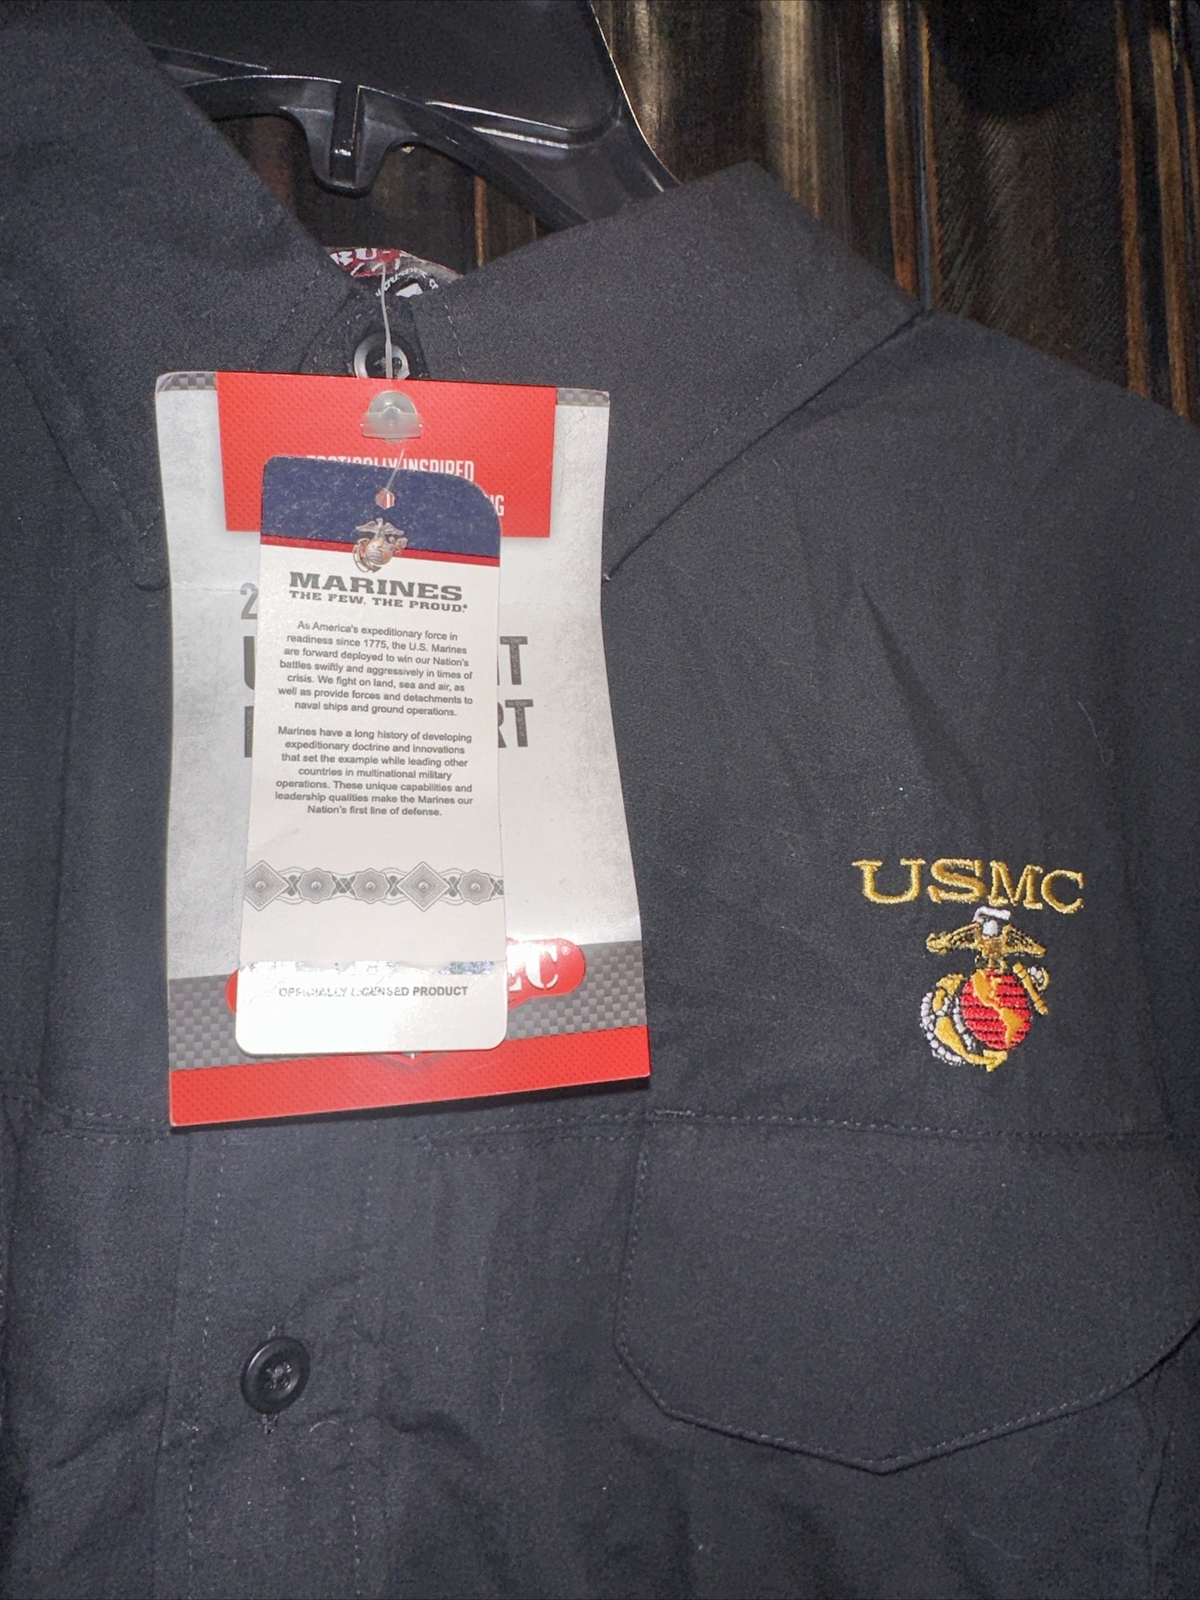 TACTICALLY INSPIRED
MARINES
THE FEW. THE PROUD.®
As America's expeditionary force in
readiness since 1775, the U.S. Marines
are forward deployed to win our Nation's
battles swiftly and aggressively in times of
crisis. We fight on land, sea and air, as
well as provide forces and detachments to
naval ships and ground operations.
Marines have a long history of developing
expeditionary doctrine and innovations
that set the example while leading other
countries in multinational military
operations. These unique capabilities and
leadership qualities make the Marines our
Nation's first line of defense.
OFFICIALLY LICENSED PRODUCT
USMC